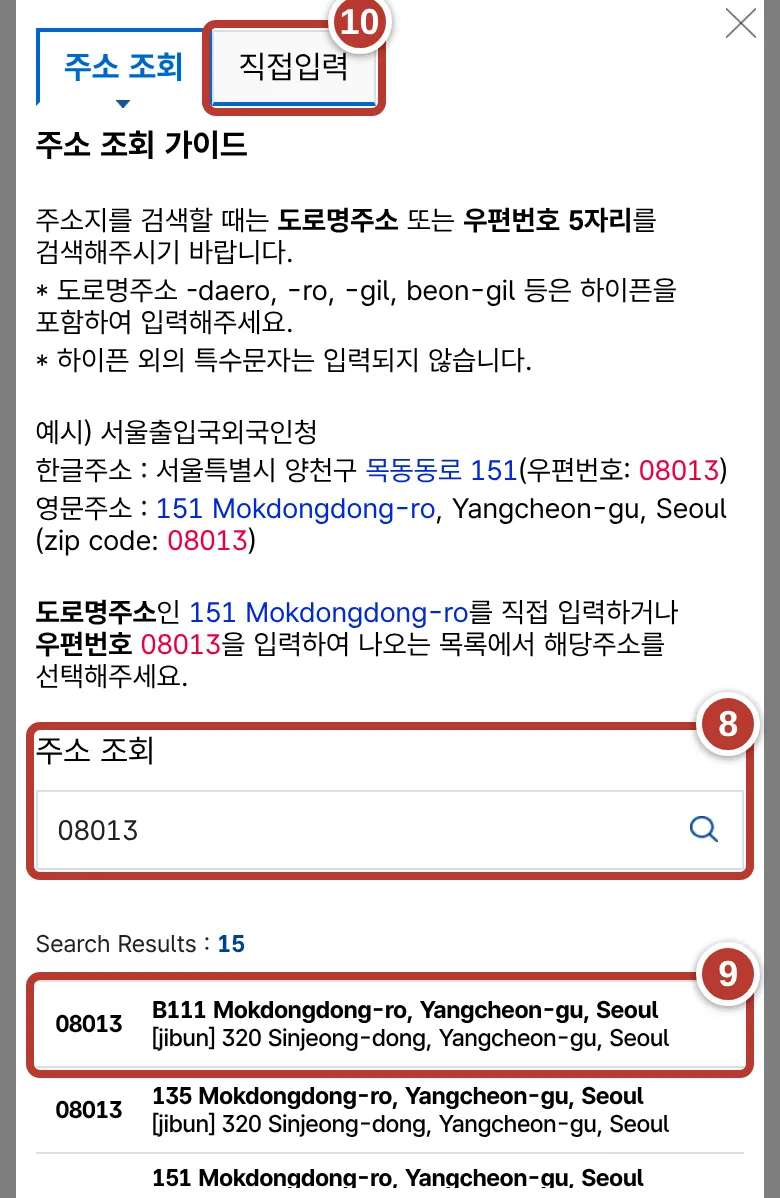 주소 조회
직접입력
10
주소 조회 가이드
주소지를 검색할 때는 도로명주소 또는 우편번호 5자리를
검색해주시기 바랍니다.
* 도로명주소 -daero, -ro, -gil, beon-gil 등은 하이픈을
포함하여 입력해주세요.
* 하이픈 외의 특수문자는 입력되지 않습니다.
예시) 서울출입국외국인청
한글주소 : 서울특별시 양천구 목동동로 151(우편번호: 08013)
영문주소 : 151 Mokdongdong-ro, Yangcheon-gu, Seoul
(zip code: 08013)
도로명주소인 151 Mokdongdong-ro를 직접 입력하거나
우편번호 08013을 입력하여 나오는 목록에서 해당주소를
선택해주세요.
8
주소 조회
08013
Search Results : 15
9
08013 B111 Mokdongdong-ro, Yangcheon-gu, Seoul
[jibun] 320 Sinjeong-dong, Yangcheon-gu, Seoul
08013 135 Mokdongdong-ro, Yangcheon-gu, Seoul
[jibun] 320 Sinjeong-dong, Yangcheon-gu, Seoul
151 Mokdongdong-ro, Yangcheon-gu, Seoul